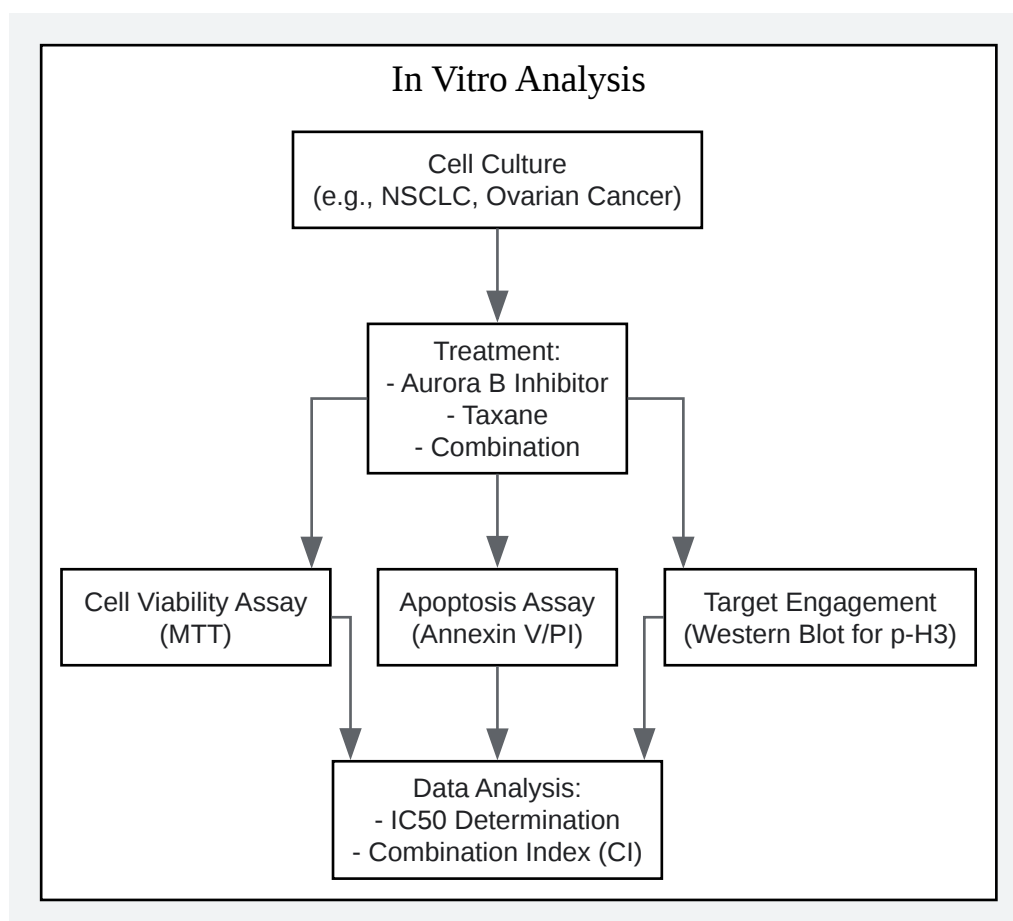 In Vitro Analysis
Cell Culture
(e.g., NSCLC, Ovarian Cancer)
Treatment:
- Aurora B Inhibitor
- Taxane
- Combination
Cell Viability Assay
(MTT)
Apoptosis Assay
(Annexin V/PI)
Target Engagement
(Western Blot for p-H3)
Data Analysis:
- IC50 Determination
- Combination Index (CI)